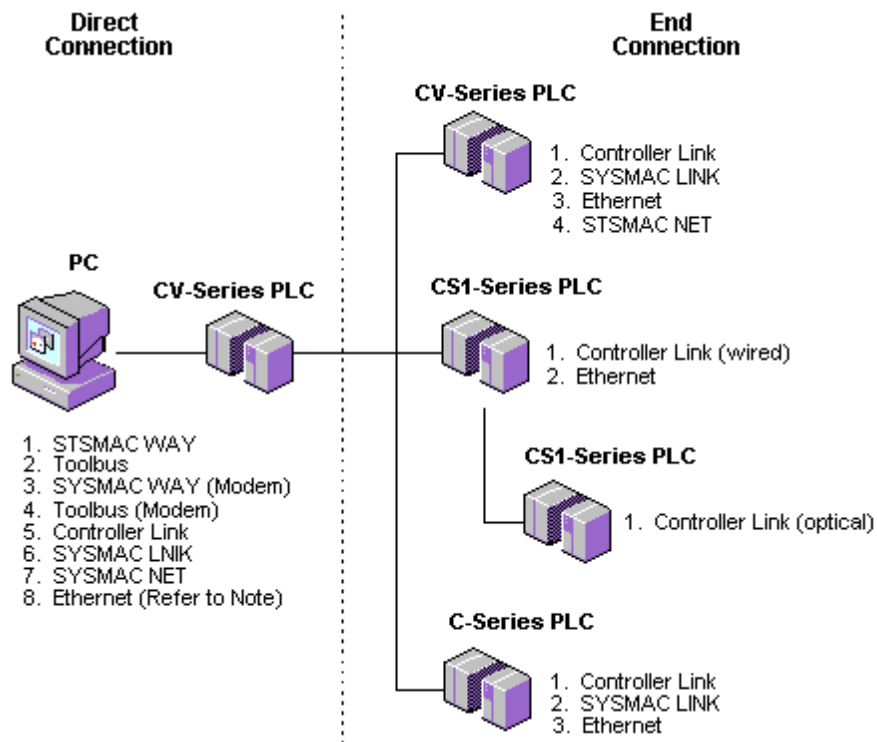 Direct
Connection
End
Connection
PC
CV-Series PLC
1. STSMAC WAY
2. Toolbus
3. SYSMAC WAY (Modem)
4. Toolbus (Modem)
5. Controller Link
6. SYSMAC LNIK
7. SYSMAC NET
8. Ethernet (Refer to Note)
CV-Series PLC
1. Controller Link
2. SYSMAC LINK
3. Ethernet
4. STSMAC NET
CS1-Series PLC
1. Controller Link (wired)
2. Ethernet
CS1-Series PLC
1. Controller Link (optical)
C-Series PLC
1. Controller Link
2. SYSMAC LINK
3. Ethernet